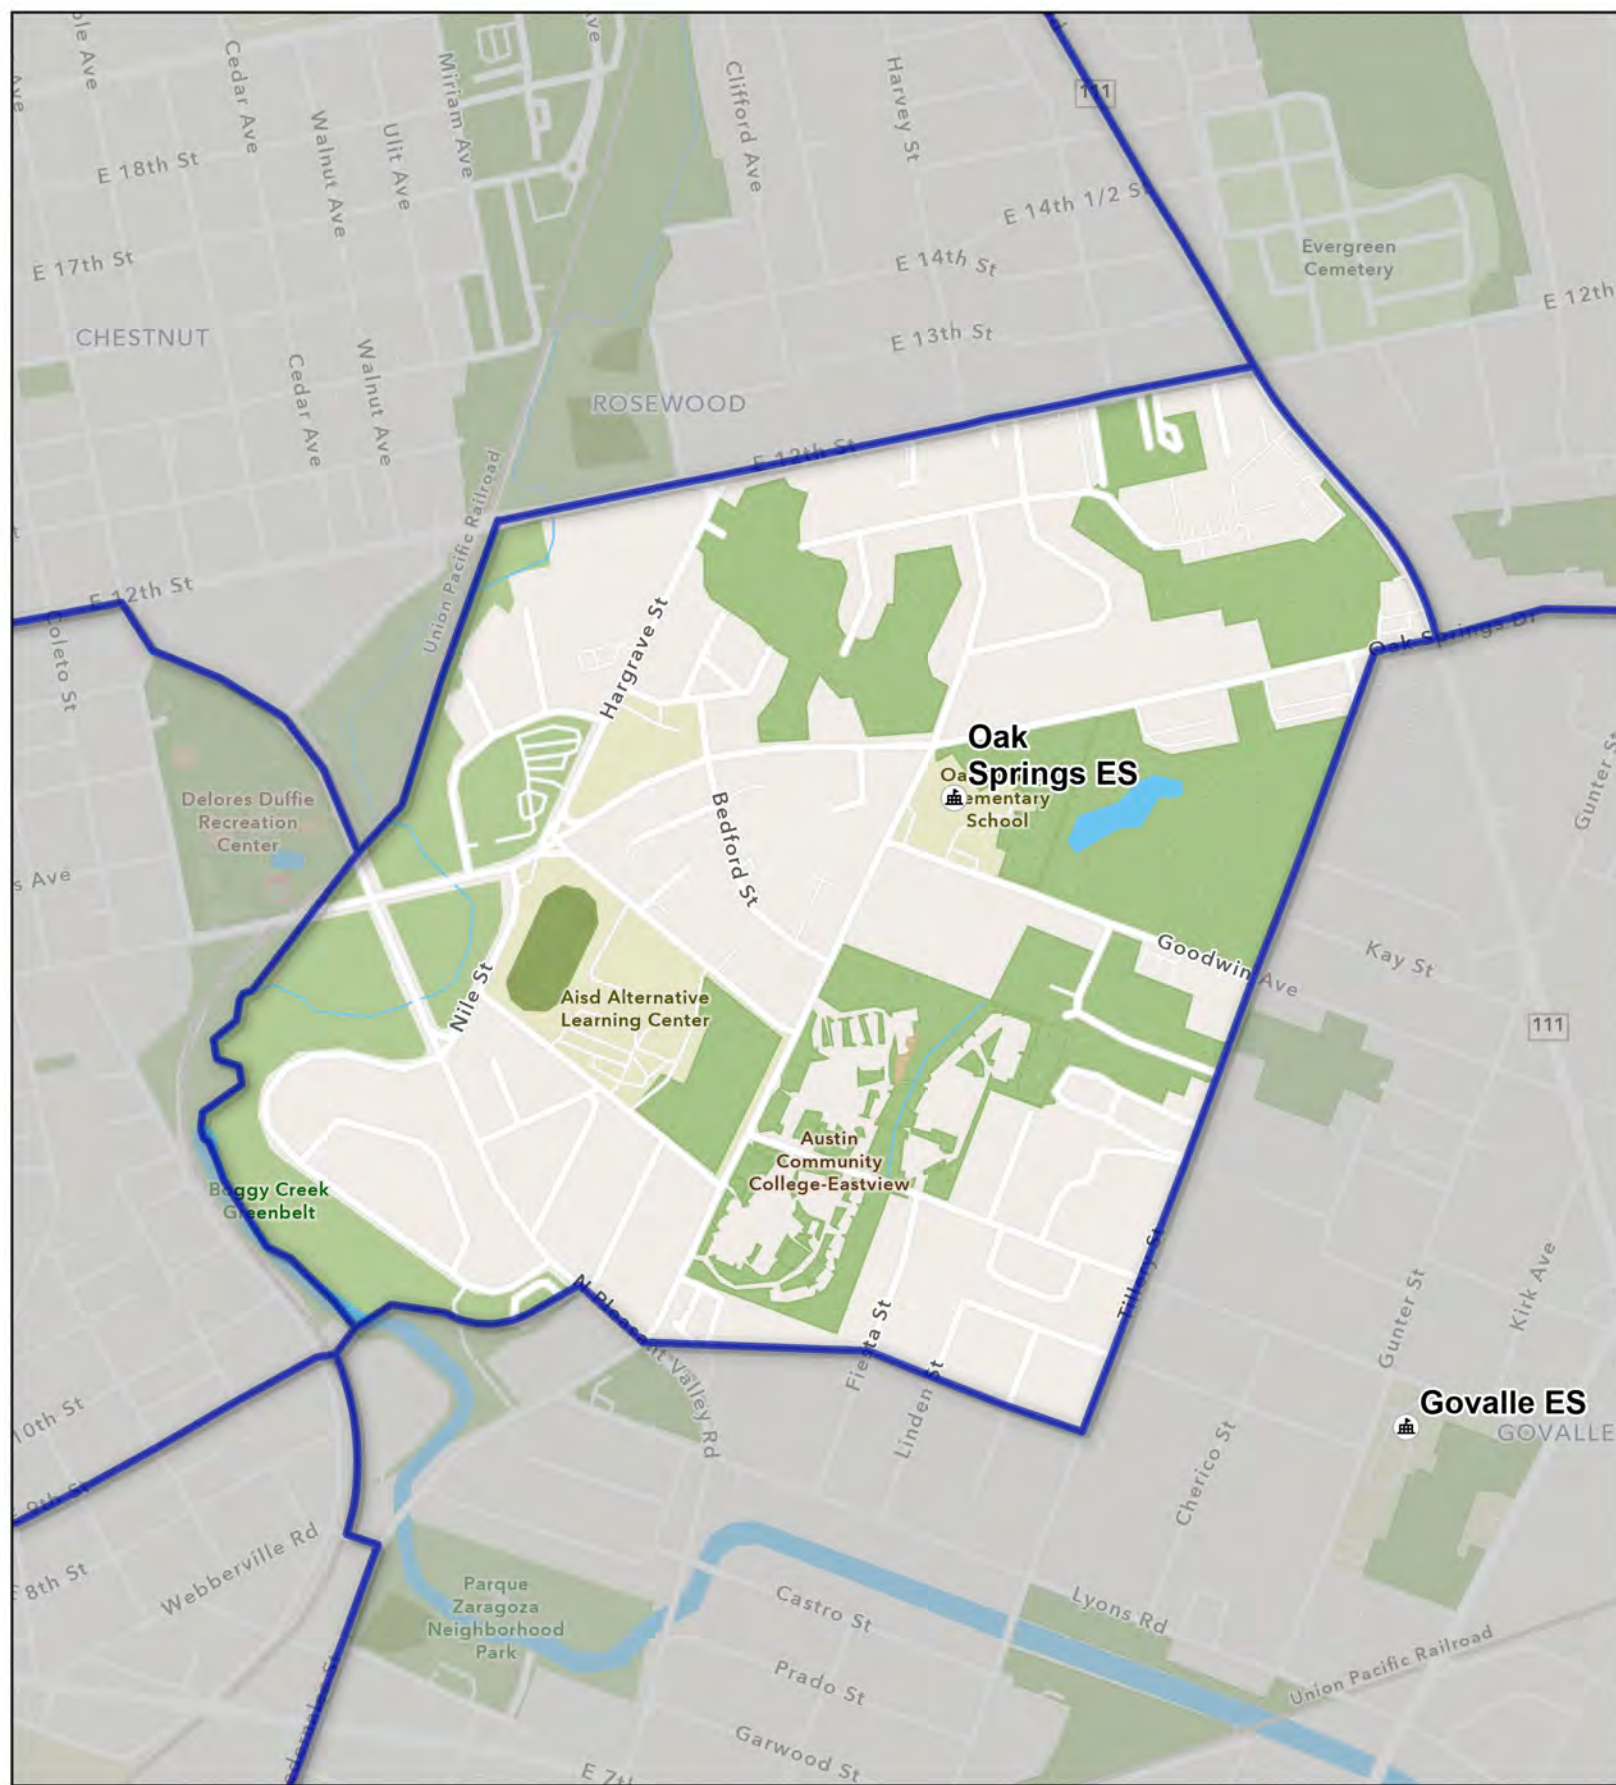 Cedar Ave
Miriam Ave
Clifford Ave
Harvey St
111
Walnut Ave
Ulit Ave
E 18th St
E 14th 1/2 S
E 17th St
E 14th St
Evergreen
Cemetery
E 12th
CHESTNUT
E 13th St
Cedar Ave
Walnut Ave
ROSEWOOD
E 12th St
Union Pacific Railroad
E 12th St
Coleto St
Hargrave St
Oak Springs Dr
Oak
Springs ES
Elementary
School
Gunter St
Delores Duffie
Recreation
Center
Bedford St
s Ave
Goodwin Ave
Kay St
Nile St
Aisd Alternative
Learning Center
111
Austin
Community
College-Eastview
Boggy Creek
Greenbelt
Tillery St
Kirk Ave
Gunter St
N Pleasant Valley Rd
Fiesta St
Linden St
Govalle ES
GOVALLE
10th St
Cherico St
E 9th St
Webberville Rd
E 8th St
Parque
Zaragoza
Neighborhood
Park
Castro St
Lyons Rd
Union Pacific Railroad
Prado St
Garwood St
E 7th